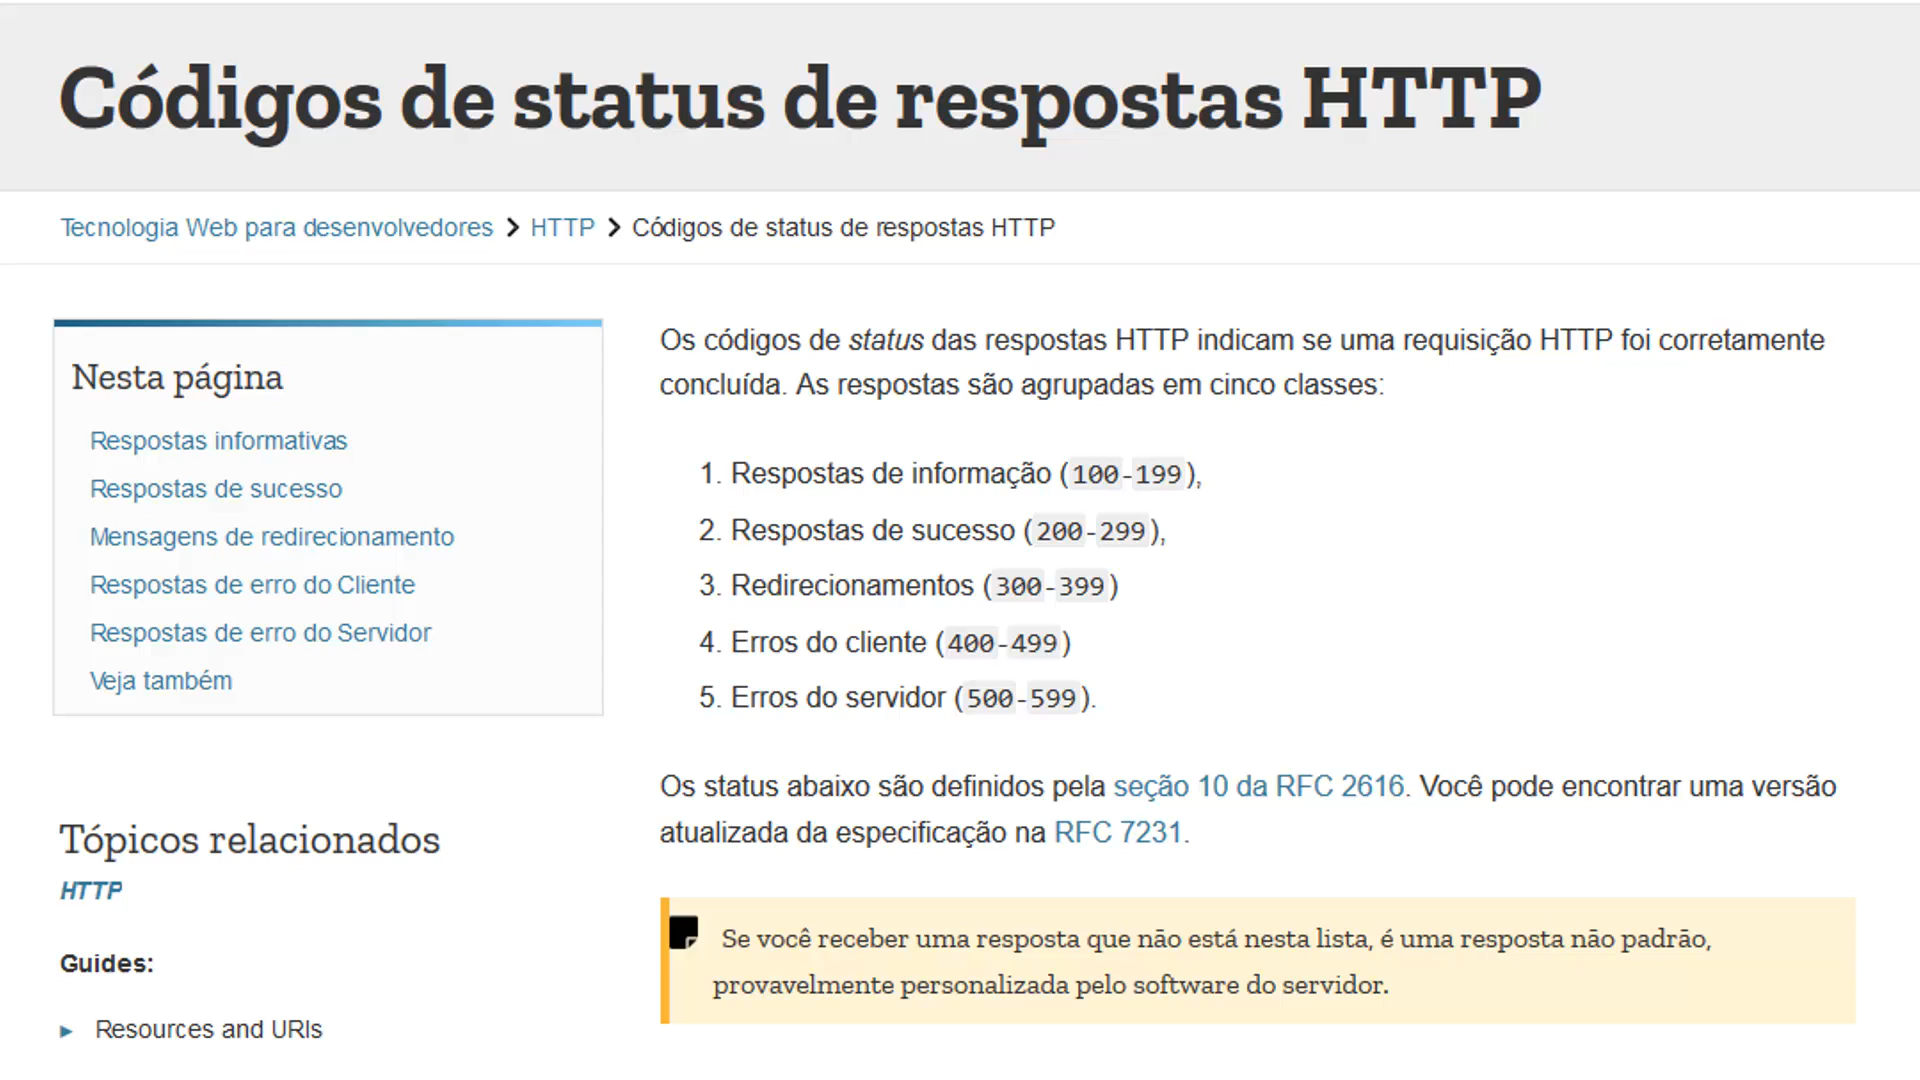 Códigos de status de respostas HTTP
Tecnologia Web para desenvolvedores > HTTP > Códigos de status de respostas HTTP
Nesta página
Respostas informativas
Respostas de sucesso
Mensagens de redirecionamento
Respostas de erro do Cliente
Respostas de erro do Servidor
Veja também
Tópicos relacionados
HTTP
Guides:
Resources and URIs
Os códigos de status das respostas HTTP indicam se uma requisição HTTP foi corretamente
concluída. As respostas são agrupadas em cinco classes:
1. Respostas de informação (100-199),
2. Respostas de sucesso (200-299),
3. Redirecionamentos (300-399)
4. Erros do cliente (400-499)
5. Erros do servidor (500-599).
Os status abaixo são definidos pela seção 10 da RFC 2616. Você pode encontrar uma versão
atualizada da especificação na RFC 7231.
Se você receber uma resposta que não está nesta lista, é uma resposta não padrão,
provavelmente personalizada pelo software do servidor.